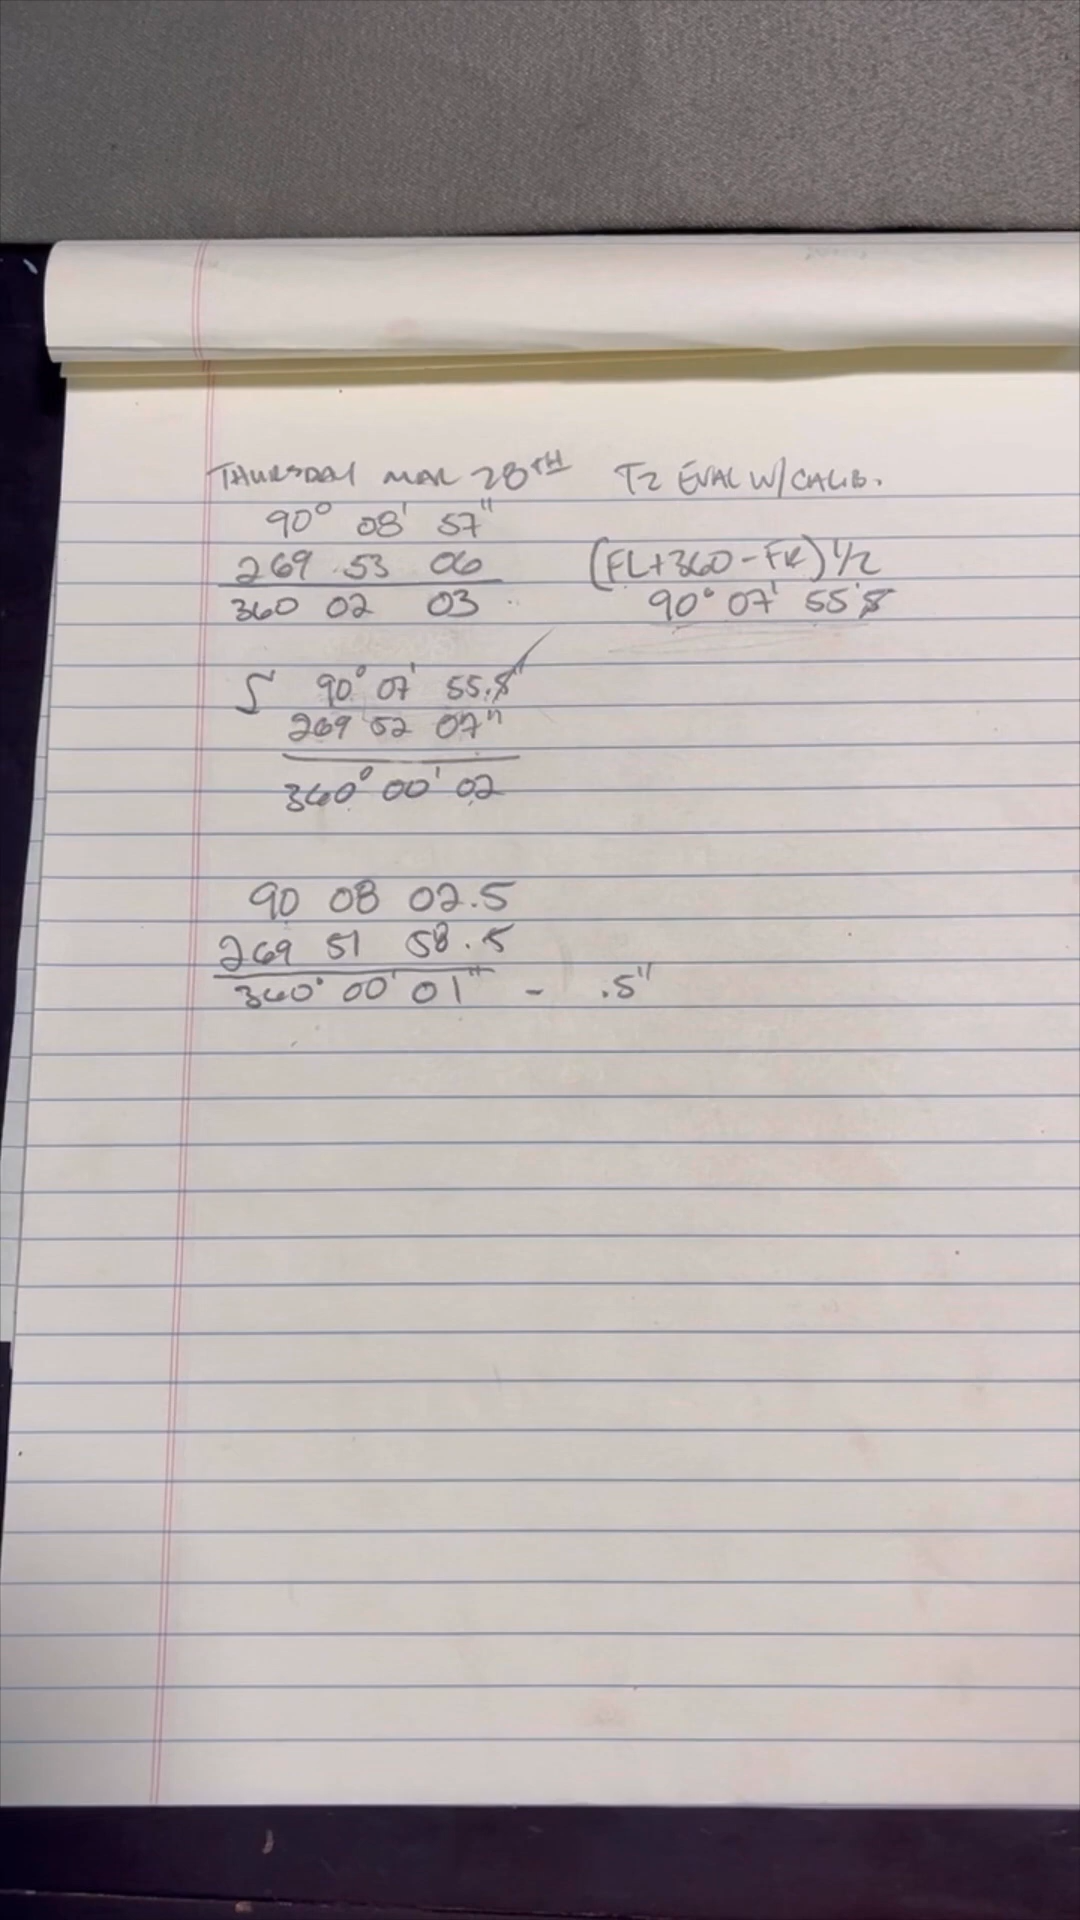 THURSDAY MAR 28TH T2 EVAL W/CALIB.
90° 08' 57"
269 53 06 (FL+360-FR) 1/2
360 02 03 90° 07' 55.5
90° 07' 55.5"
269 52 07"
360° 00' 02
90 08 02.5
269 51 58.5
360° 00' 01" - .5"